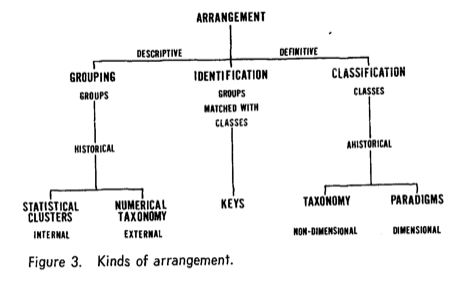 ARRANGEMENT
DESCRIPTIVE DEFINITIVE
GROUPING IDENTIFICATION CLASSIFICATION
GROUPS GROUPS CLASSES
MATCHED WITH
CLASSES
HISTORICAL AHISTORICAL
STATISTICAL NUMERICAL KEYS TAXONOMY PARADIGMS
CLUSTERS TAXONOMY
INTERNAL EXTERNAL NON-DIMENSIONAL DIMENSIONAL
Figure 3. Kinds of arrangement.